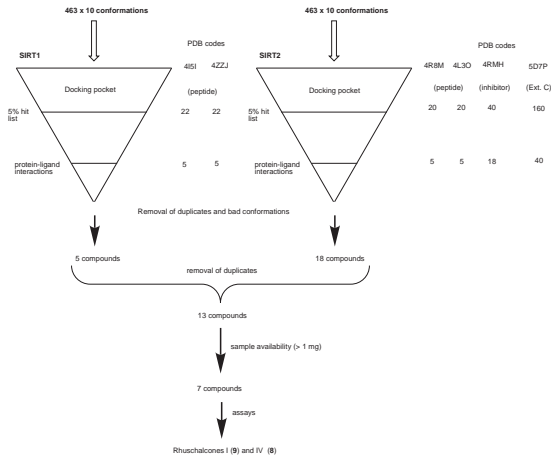 463 x 10 conformations
463 x 10 conformations
PDB codes
PDB codes
SIRT1
4I5I 4ZZJ
SIRT2
4R8M 4L3O 4RMH 5D7P
Docking pocket
(peptide)
Docking pocket
(peptide) (inhibitor) (Ext. C)
5% hit list
22 22
5% hit list
20 20 40 160
protein-ligand interactions
5 5
protein-ligand interactions
5 5 18 40
Removal of duplicates and bad conformations
5 compounds
18 compounds
removal of duplicates
13 compounds
sample availability (> 1 mg)
7 compounds
assays
Rhuschalcones I (9) and IV (8)